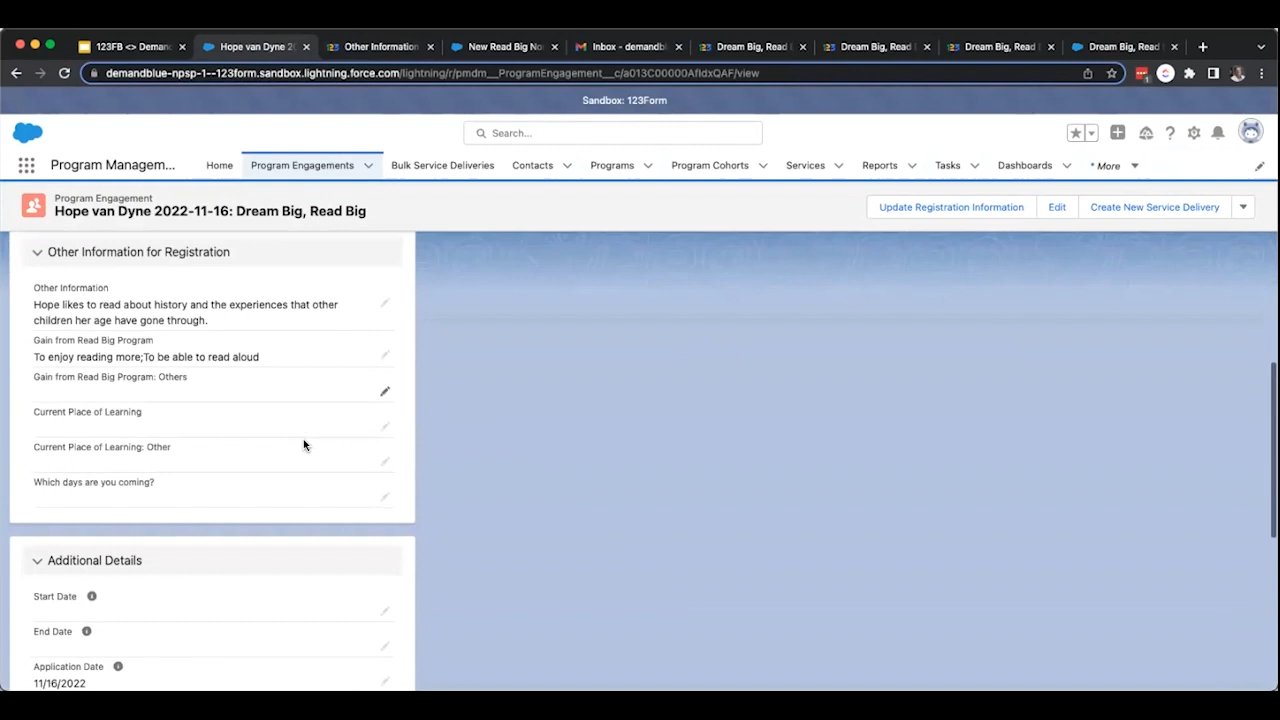 123FB <> Deman
Hope van Dyne 2
Other Information
New Read Big No
Inbox - demandb
Dream Big, Read
Dream Big, Read
Dream Big, Read
Dream Big, Read
demandblue-npsp-1--123form.sandbox.lightning.force.com/lightning/r/pmdm__ProgramEngagement__c/a013C00000AfIdxQAF/view
Sandbox: 123Form
Search...
Program Managem...
Home
Program Engagements
Bulk Service Deliveries
Contacts
Programs
Program Cohorts
Services
Reports
Tasks
Dashboards
* More
Program Engagement
Hope van Dyne 2022-11-16: Dream Big, Read Big
Update Registration Information
Edit
Create New Service Delivery
Other Information for Registration
Other Information
Hope likes to read about history and the experiences that other
children her age have gone through.
Gain from Read Big Program
To enjoy reading more;To be able to read aloud
Gain from Read Big Program: Others
Current Place of Learning
Current Place of Learning: Other
Which days are you coming?
Additional Details
Start Date
End Date
Application Date
11/16/2022